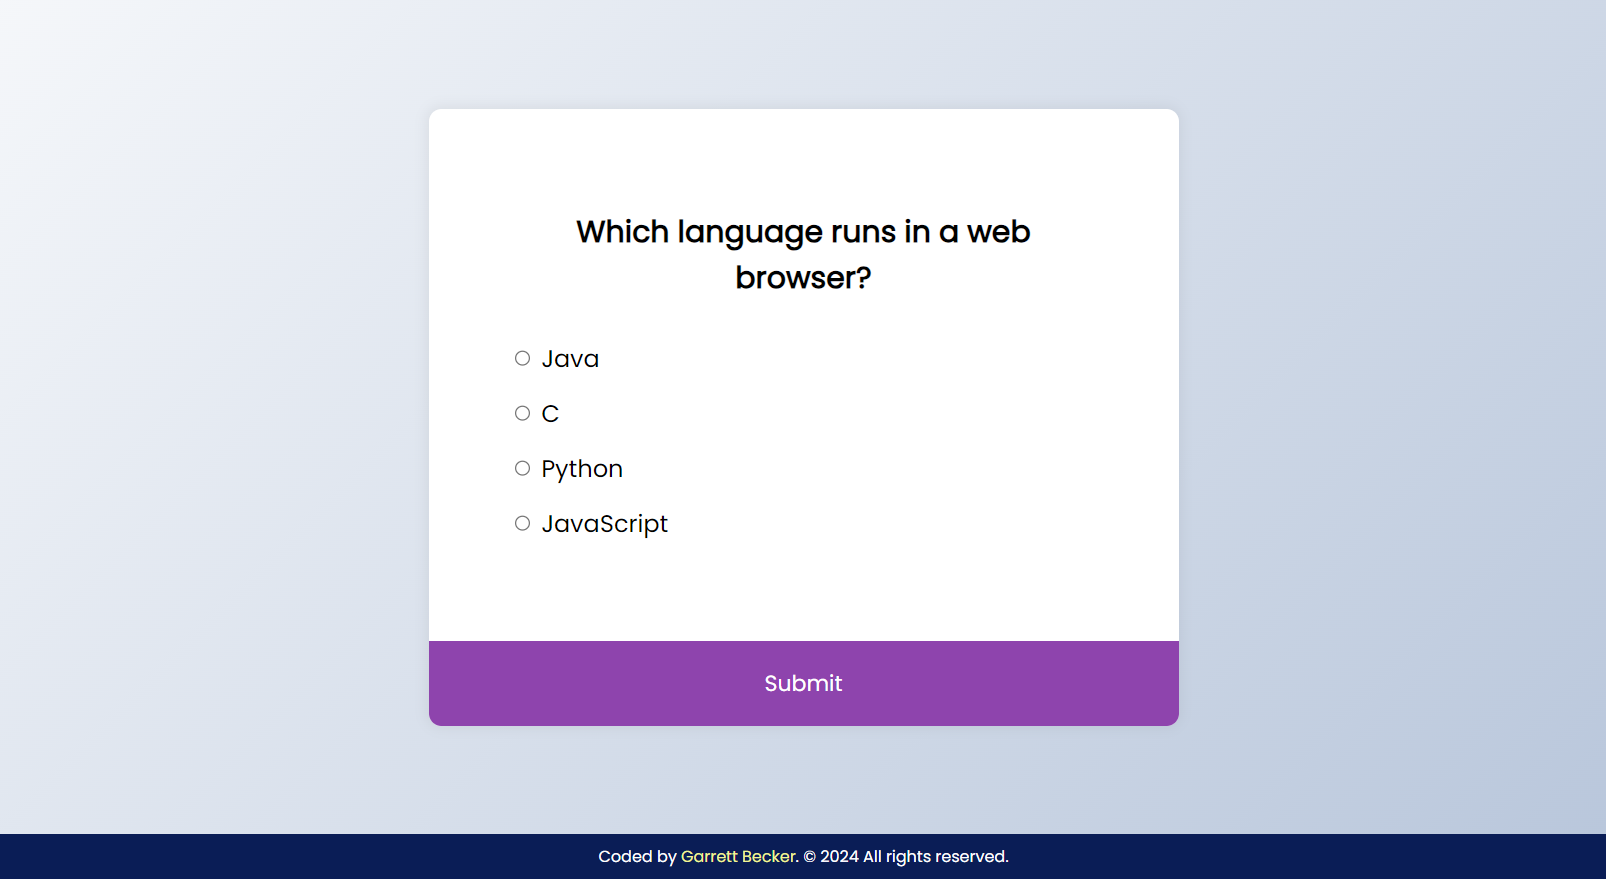 Which language runs in a web
browser?
Java
C
Python
JavaScript
Submit
Coded by Garrett Becker. © 2024 All rights reserved.